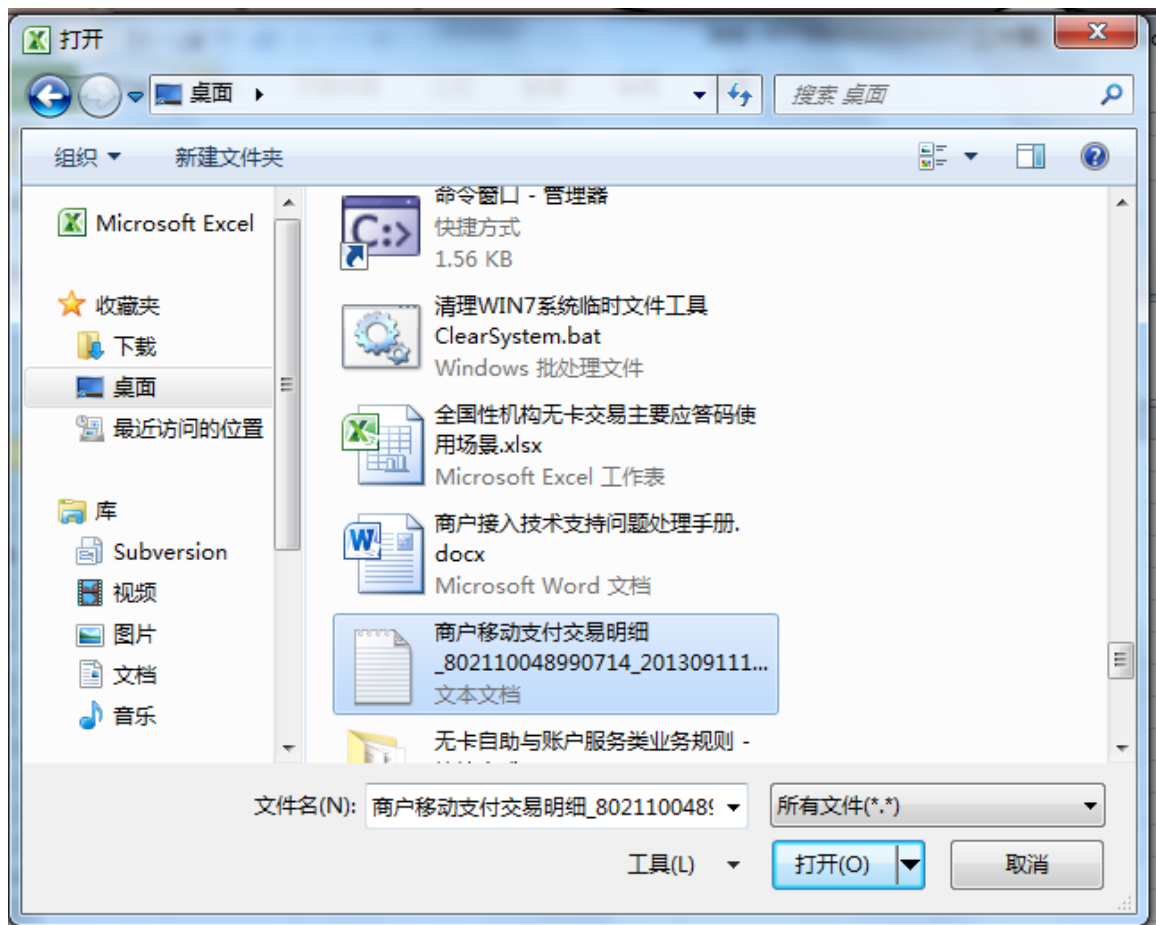 打开
桌面
搜索 桌面
组织
新建文件夹
Microsoft Excel
收藏夹
下载
桌面
最近访问的位置
库
Subversion
视频
图片
文档
音乐
命令窗口 - 管理器
快捷方式
1.56 KB
清理WIN7系统临时文件工具
ClearSystem.bat
Windows 批处理文件
全国性机构无卡交易主要应答码使
用场景.xlsx
Microsoft Excel 工作表
商户接入技术支持问题处理手册.
docx
Microsoft Word 文档
商户移动支付交易明细
_802110048990714_201309111...
文本文档
无卡自助与账户服务类业务规则 -
文件名(N):
商户移动支付交易明细_802110048
所有文件(*.*)
工具(L)
打开(O)
取消